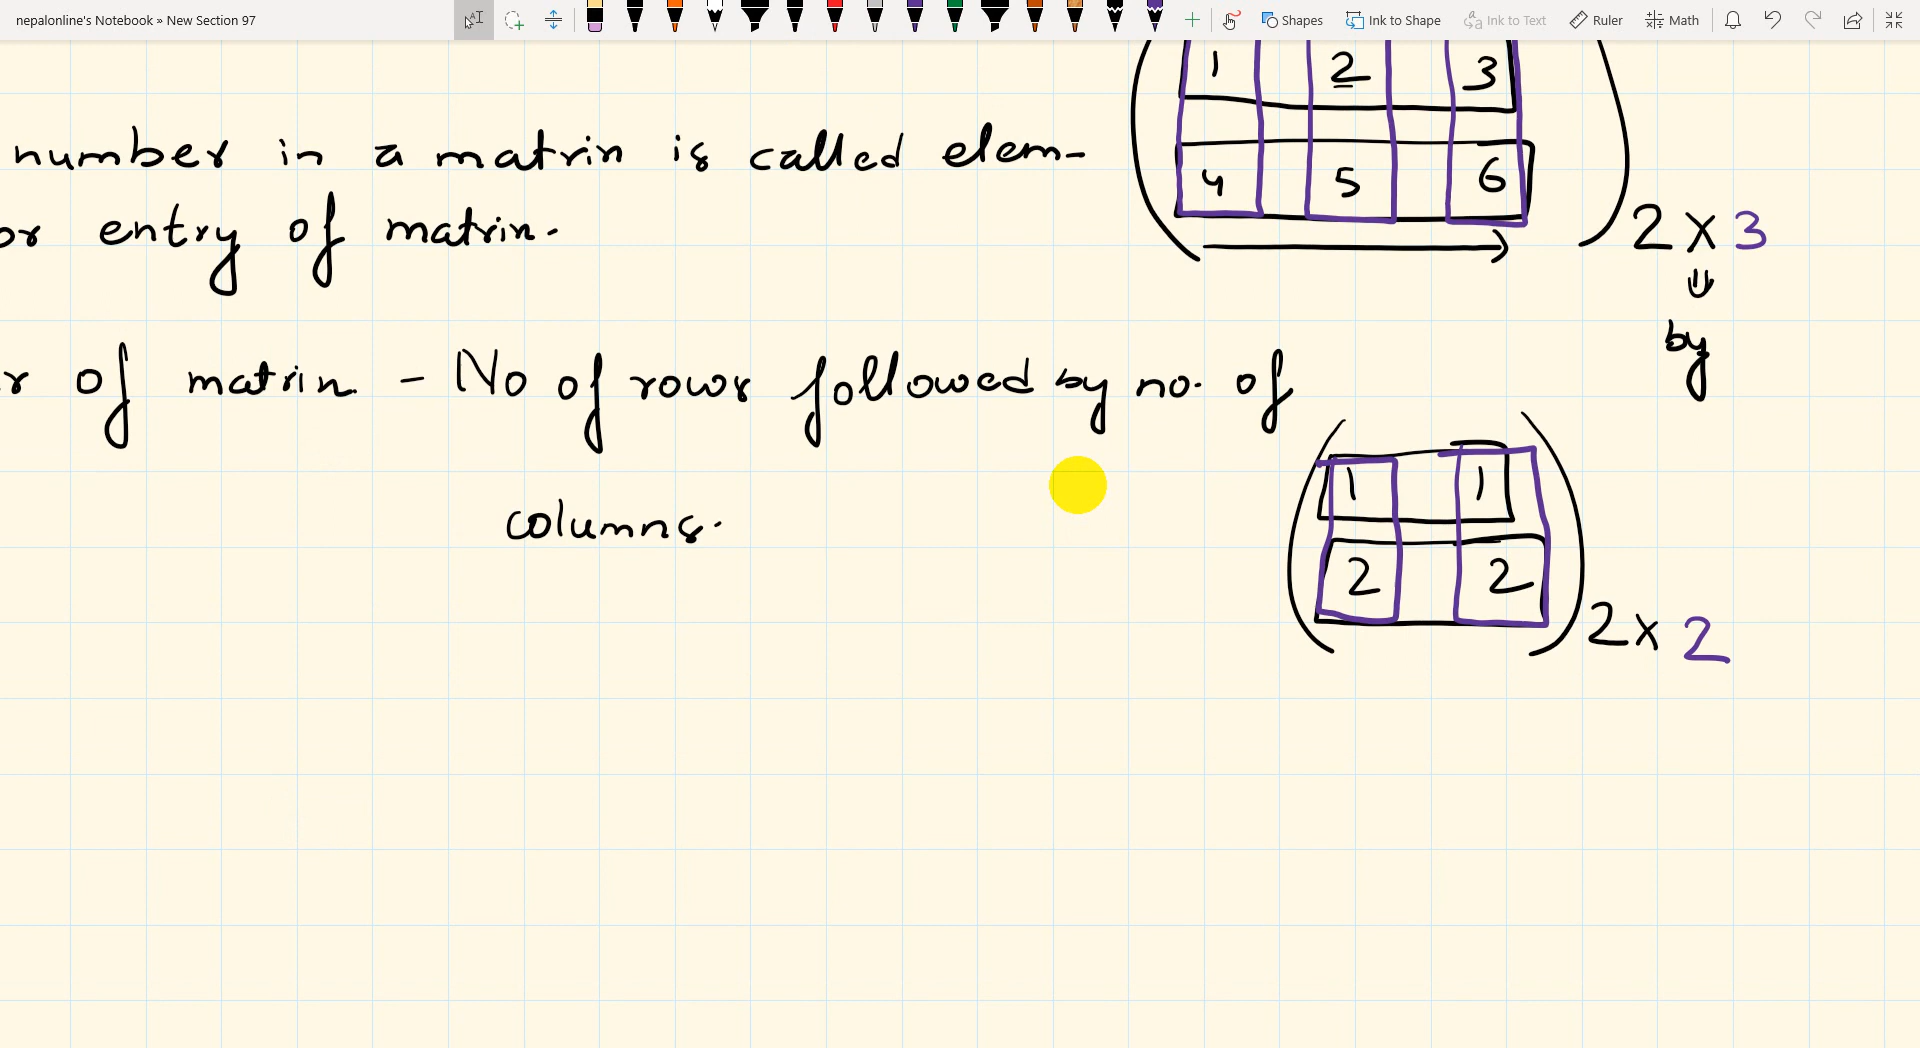 nepalonline's Notebook » New Section 97
Shapes Ink to Shape Ink to Text Ruler Math
1 2 3
number in a matrix is called elem-
4 5 6
or entry of matrix.
2 x 3
by
r of matrix - No of rows followed by no. of
1 1
columns.
2 2
2 x 2